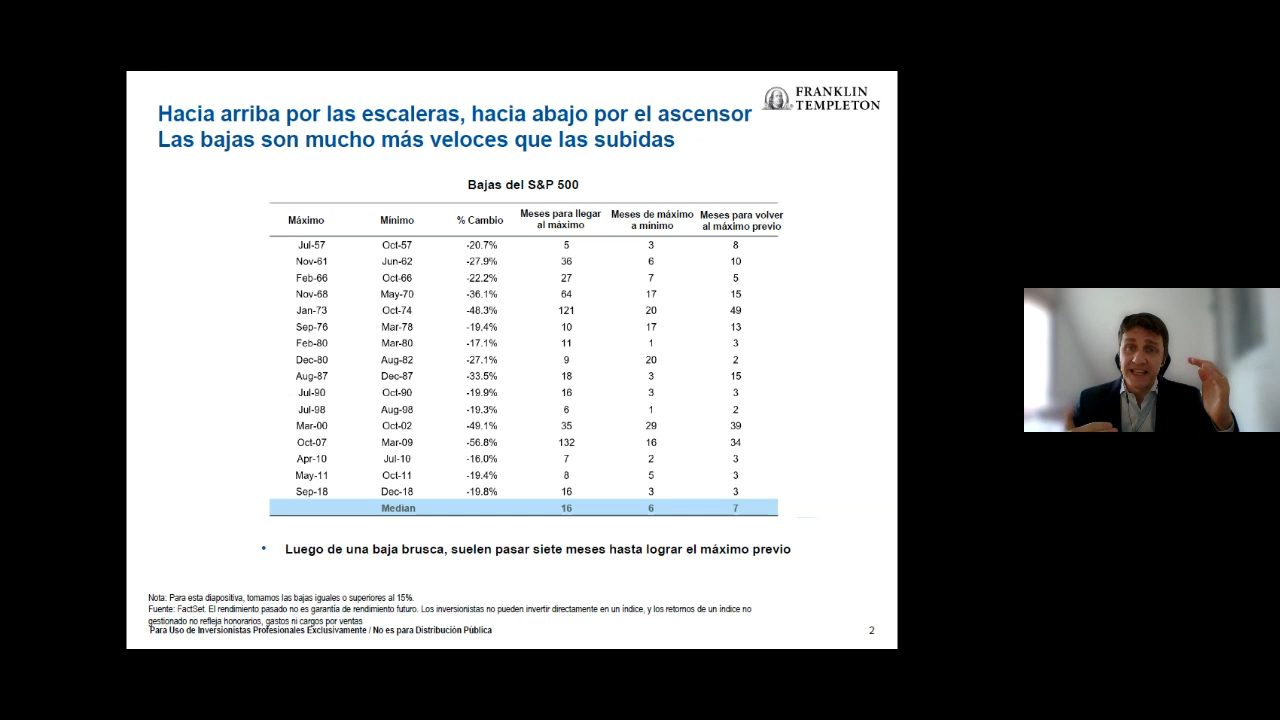 FRANKLIN
TEMPLETON
Hacia arriba por las escaleras, hacia abajo por el ascensor
Las bajas son mucho más veloces que las subidas
Bajas del S&P 500
Máximo Mínimo % Cambio Meses para llegar al máximo Meses de máximo a mínimo Meses para volver al máximo previo
Jul-57 Oct-57 -20.7% 5 3 8
Nov-61 Jun-62 -27.9% 36 6 10
Feb-66 Oct-66 -22.2% 27 7 5
Nov-68 May-70 -36.1% 64 17 15
Jan-73 Oct-74 -48.3% 121 20 49
Sep-76 Mar-78 -19.4% 10 17 13
Feb-80 Mar-80 -17.1% 11 1 3
Dec-80 Aug-82 -27.1% 9 20 2
Aug-87 Dec-87 -33.5% 18 3 15
Jul-90 Oct-90 -19.9% 16 3 3
Jul-98 Aug-98 -19.3% 6 1 2
Mar-00 Oct-02 -49.1% 35 29 39
Oct-07 Mar-09 -56.8% 132 16 34
Apr-10 Jul-10 -16.0% 7 2 3
May-11 Oct-11 -19.4% 8 5 3
Sep-18 Dec-18 -19.8% 16 3 3
Median 16 6 7
• Luego de una baja brusca, suelen pasar siete meses hasta lograr el máximo previo
Nota: Para esta diapositiva, tomamos las bajas iguales o superiores al 15%.
Fuente: FactSet. El rendimiento pasado no es garantía de rendimiento futuro. Los inversionistas no pueden invertir directamente en un índice, y los retornos de un índice no
gestionado no refleja honorarios, gastos ni cargos por ventas
Para Uso de Inversionistas Profesionales Exclusivamente / No es para Distribución Pública
2